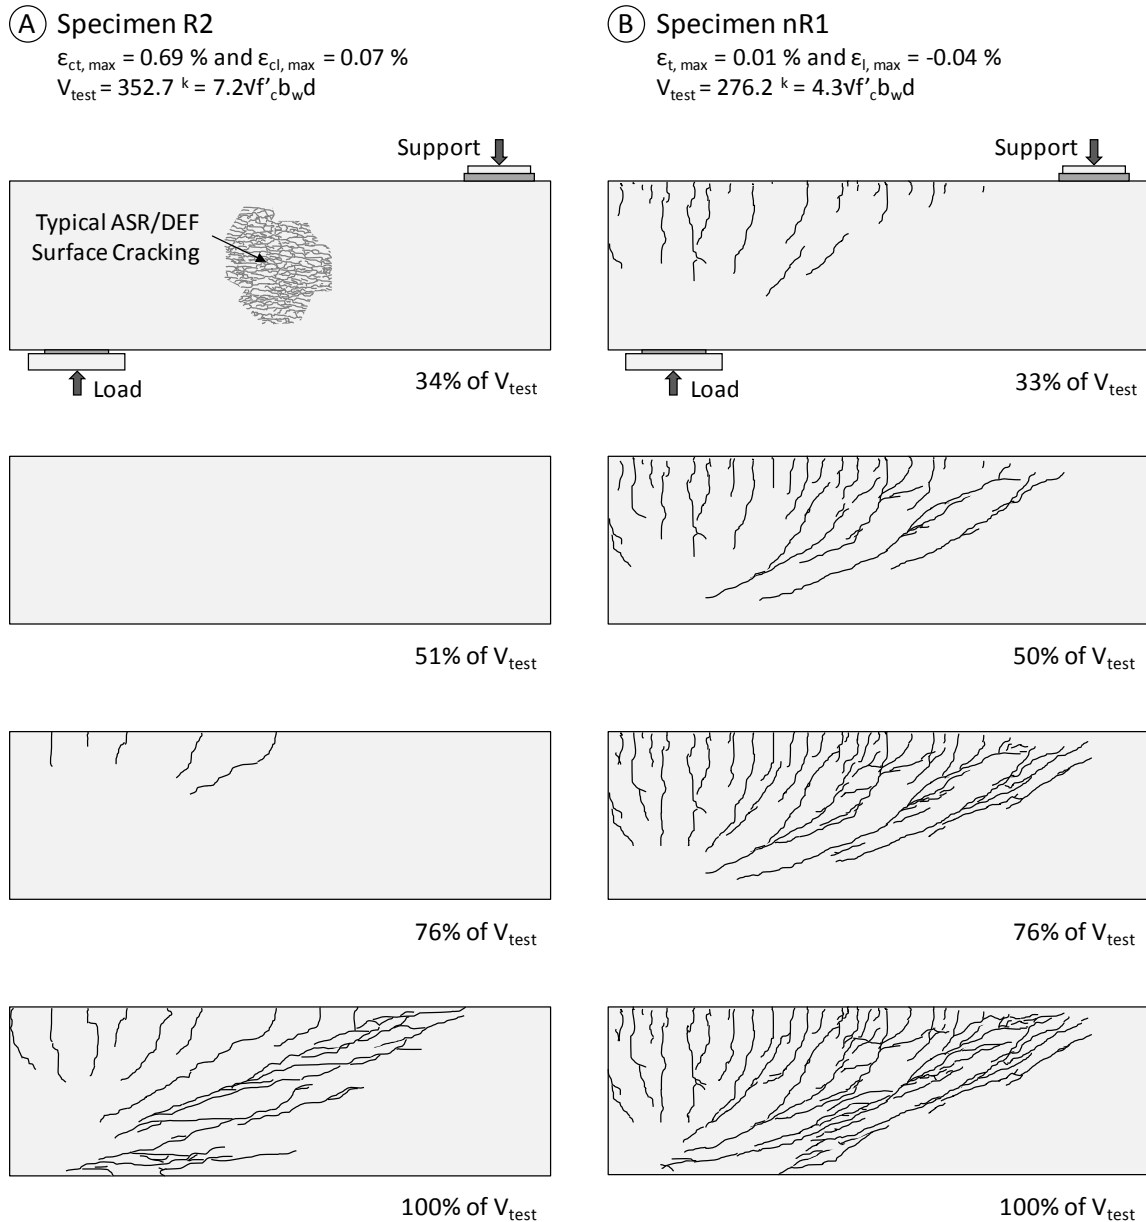 A Specimen R2
εct, max = 0.69 % and εcl, max = 0.07 %
Vtest = 352.7 k = 7.2√f'cbwd
Support
Typical ASR/DEF
Surface Cracking
Load
34% of Vtest
51% of Vtest
76% of Vtest
100% of Vtest
B Specimen nR1
εt, max = 0.01 % and εl, max = -0.04 %
Vtest = 276.2 k = 4.3√f'cbwd
Support
Load
33% of Vtest
50% of Vtest
76% of Vtest
100% of Vtest